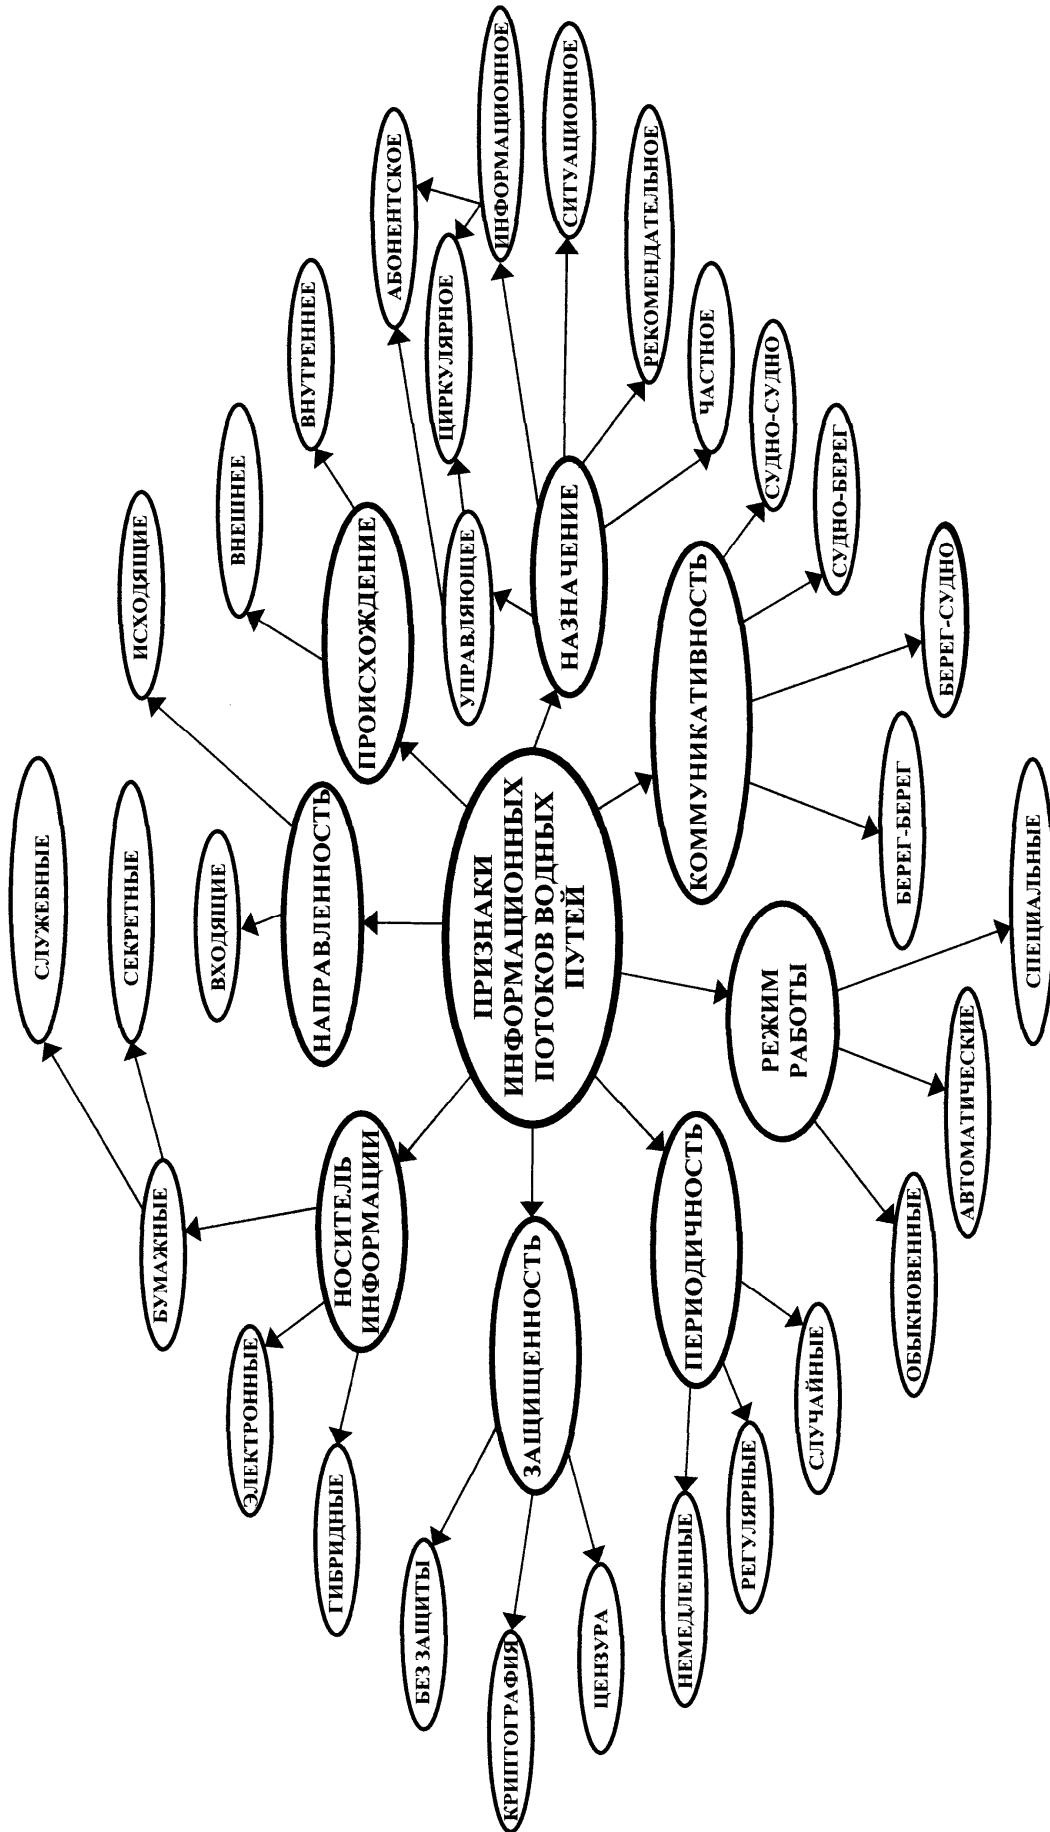 СЛУЖЕБНЫЕ
СЕКРЕТНЫЕ
ИСХОДЯЩИЕ
БУМАЖНЫЕ
ВХОДЯЩИЕ
ВНЕШНЕЕ
ВНУТРЕННЕЕ
ЭЛЕКТРОННЫЕ
НАПРАВЛЕННОСТЬ
ПРОИСХОЖДЕНИЕ
АБОНЕНТСКОЕ
НОСИТЕЛЬ
ИНФОРМАЦИИ
ГИБРИДНЫЕ
ЦИРКУЛЯРНОЕ
УПРАВЛЯЮЩЕЕ
ИНФОРМАЦИОННОЕ
БЕЗ ЗАЩИТЫ
ПРИЗНАКИ
ИНФОРМАЦИОННЫХ
ПОТОКОВ ВОДНЫХ
ПУТЕЙ
КРИПТОГРАФИЯ
ЗАЩИЩЕННОСТЬ
НАЗНАЧЕНИЕ
СИТУАЦИОННОЕ
ЦЕНЗУРА
РЕКОМЕНДАТЕЛЬНОЕ
НЕМЕДЛЕННЫЕ
ПЕРИОДИЧНОСТЬ
КОММУНИКАТИВНОСТЬ
ЧАСТНОЕ
РЕГУЛЯРНЫЕ
РЕЖИМ
РАБОТЫ
СУДНО-СУДНО
СЛУЧАЙНЫЕ
СУДНО-БЕРЕГ
ОБЫКНОВЕННЫЕ
БЕРЕГ-БЕРЕГ
БЕРЕГ-СУДНО
АВТОМАТИЧЕСКИЕ
СПЕЦИАЛЬНЫЕ